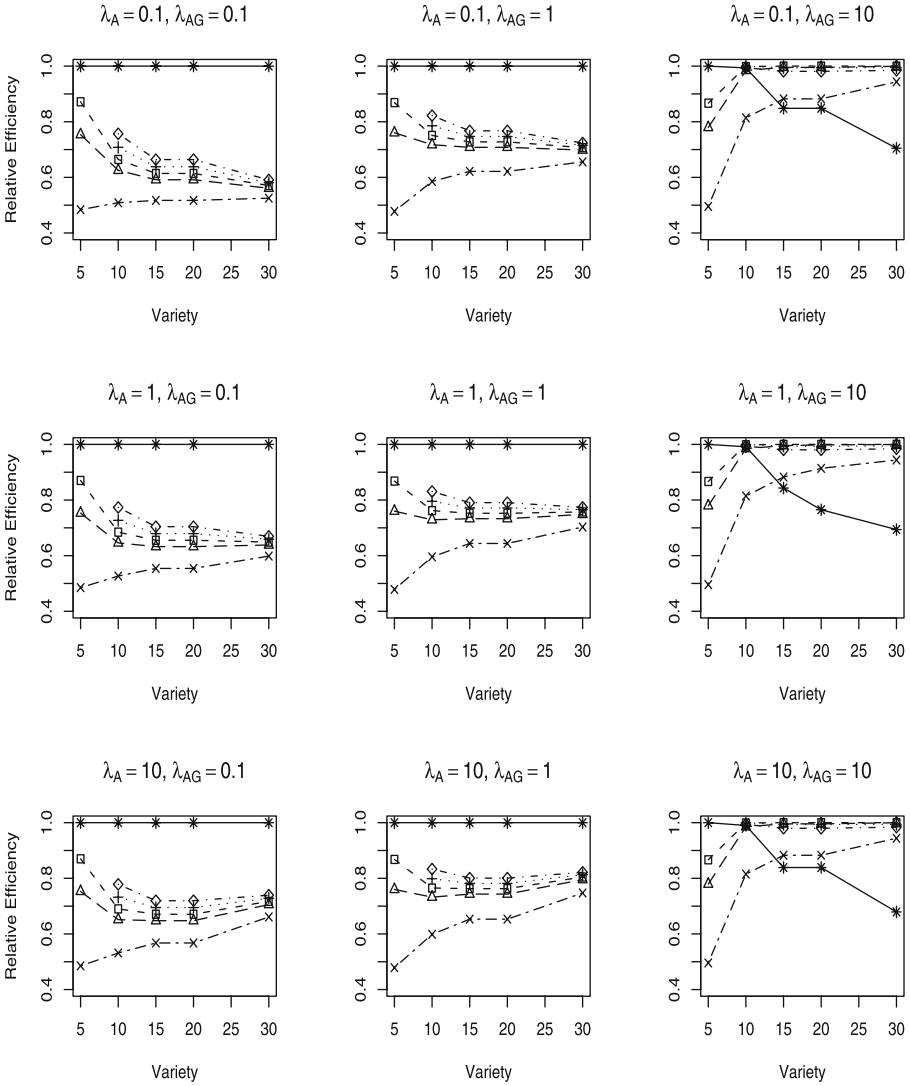 λA = 0.1, λAG = 0.1
λA = 0.1, λAG = 1
λA = 0.1, λAG = 10
Relative Efficiency
1.0
0.8
0.6
0.4
5 10 15 20 25 30
5 10 15 20 25 30
5 10 15 20 25 30
1.0
0.8
0.6
0.4
1.0
0.8
0.6
0.4
Variety
Variety
Variety
λA = 1, λAG = 0.1
λA = 1, λAG = 1
λA = 1, λAG = 10
Relative Efficiency
1.0
0.8
0.6
0.4
5 10 15 20 25 30
1.0
0.8
0.6
0.4
5 10 15 20 25 30
1.0
0.8
0.6
0.4
5 10 15 20 25 30
Variety
Variety
Variety
λA = 10, λAG = 0.1
λA = 10, λAG = 1
λA = 10, λAG = 10
Relative Efficiency
1.0
0.8
0.6
0.4
5 10 15 20 25 30
1.0
0.8
0.6
0.4
5 10 15 20 25 30
1.0
0.8
0.6
0.4
5 10 15 20 25 30
Variety
Variety
Variety